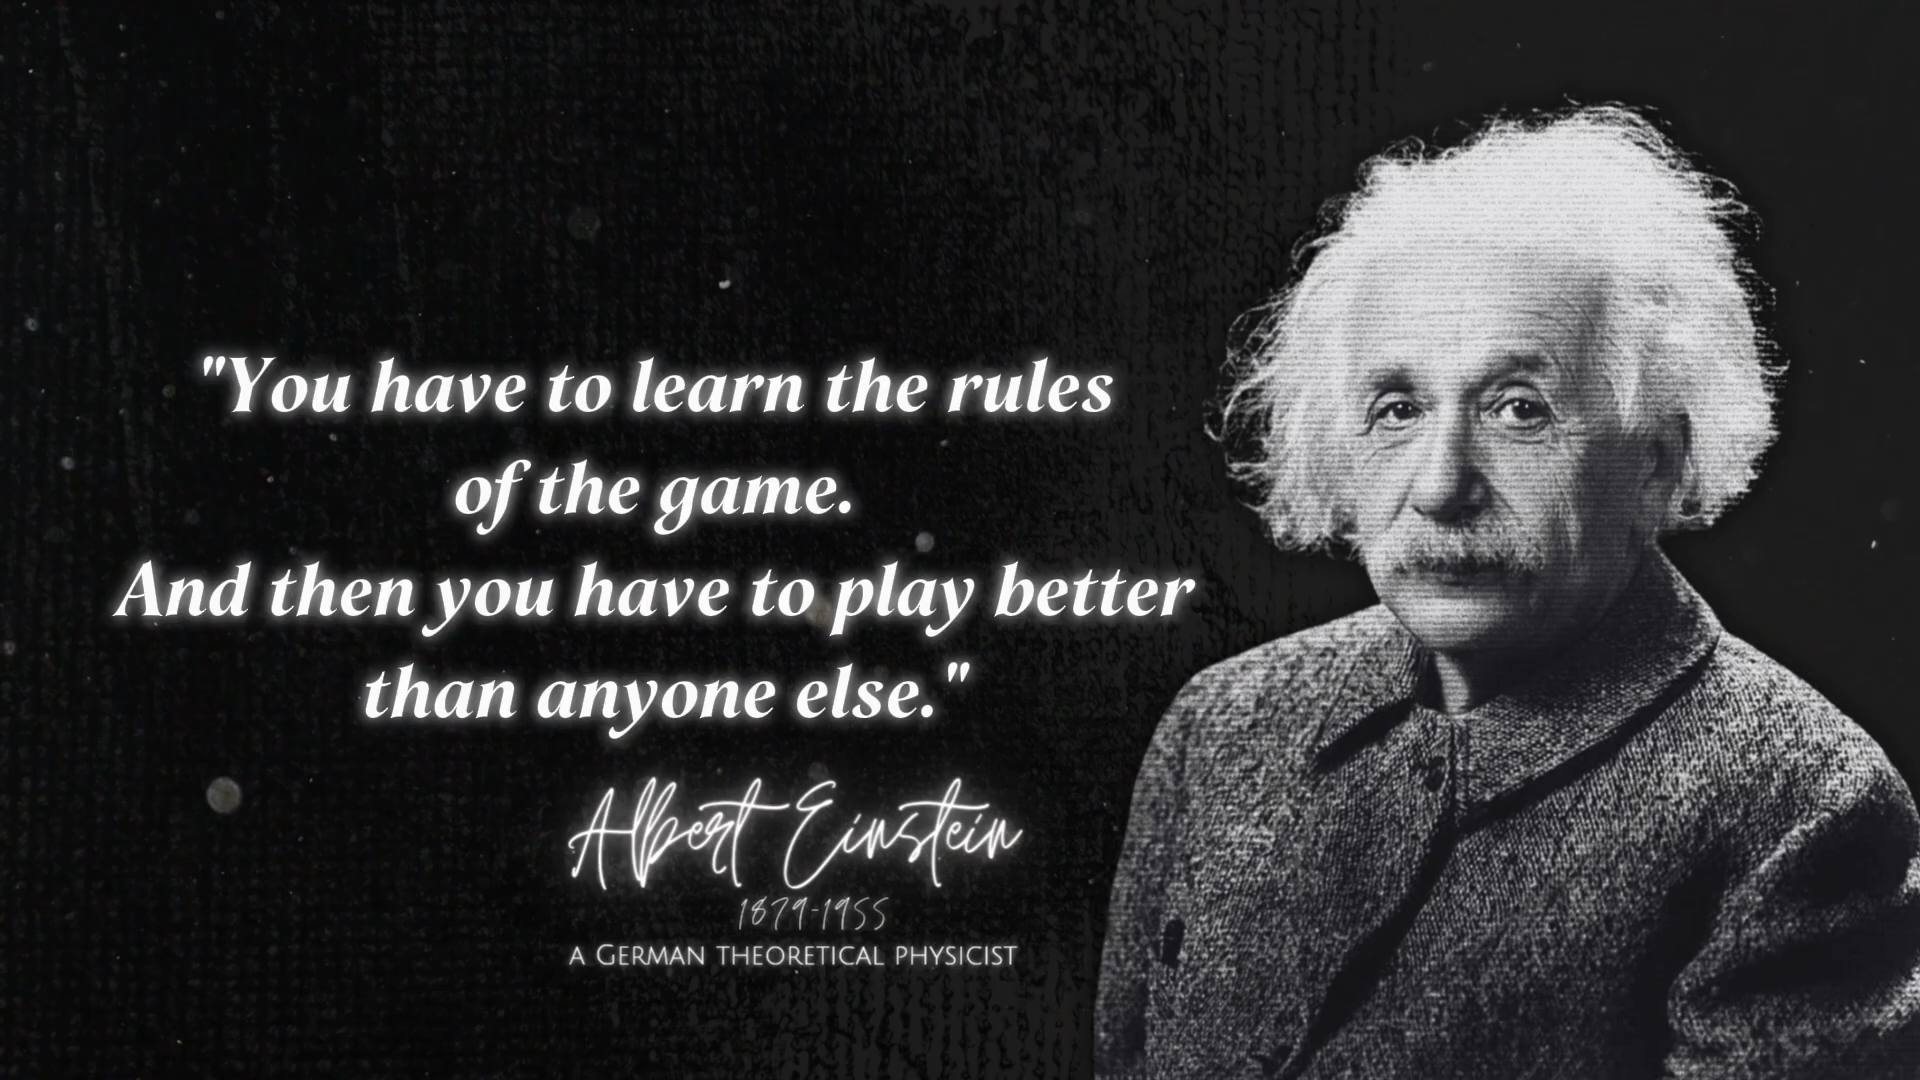 "You have to learn the rules
of the game.
And then you have to play better
than anyone else."
Albert Einstein
1879-1955
A GERMAN THEORETICAL PHYSICIST